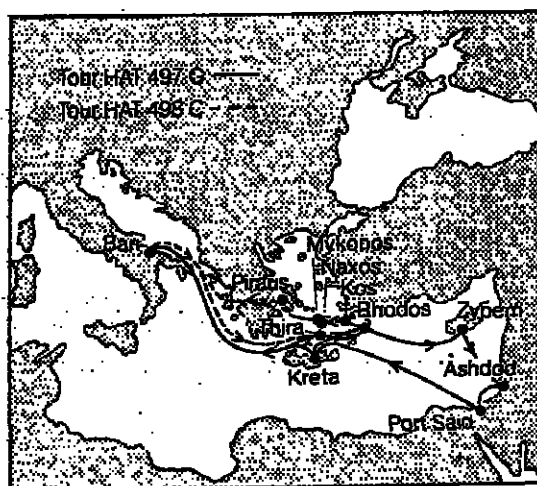 Tour HAT 497 C
Tour HAT 498 C
Bari
Mykonos
Naxos
Piräus
Kos
Rhodos
Thira
Zypern
Kreta
Ashdod
Port Said